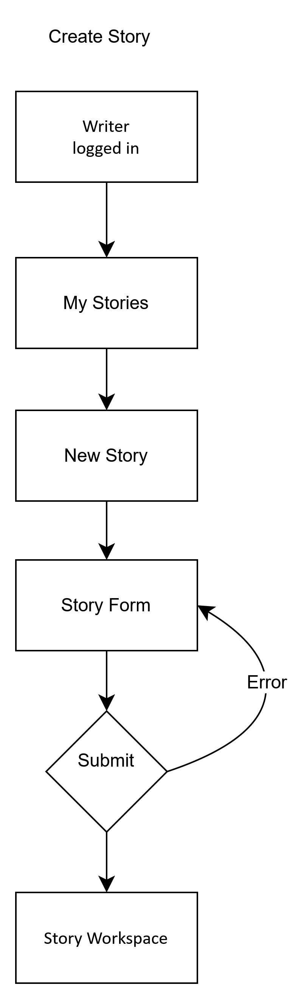 Create Story
Writer
logged in
My Stories
New Story
Story Form
Error
Submit
Story Workspace